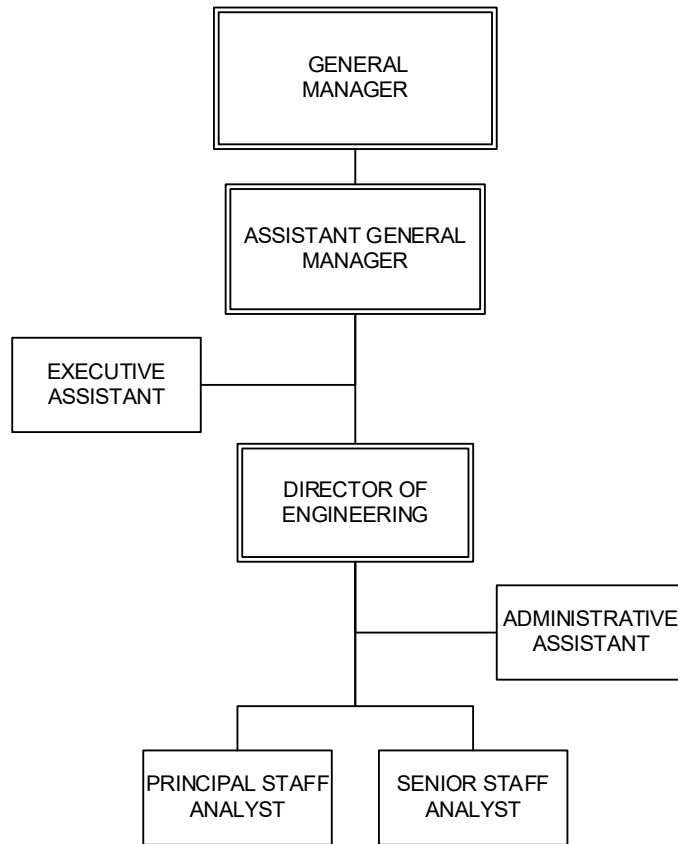 GENERAL
MANAGER
ASSISTANT GENERAL
MANAGER
EXECUTIVE
ASSISTANT
DIRECTOR OF
ENGINEERING
ADMINISTRATIVE
ASSISTANT
PRINCIPAL STAFF
ANALYST
SENIOR STAFF
ANALYST